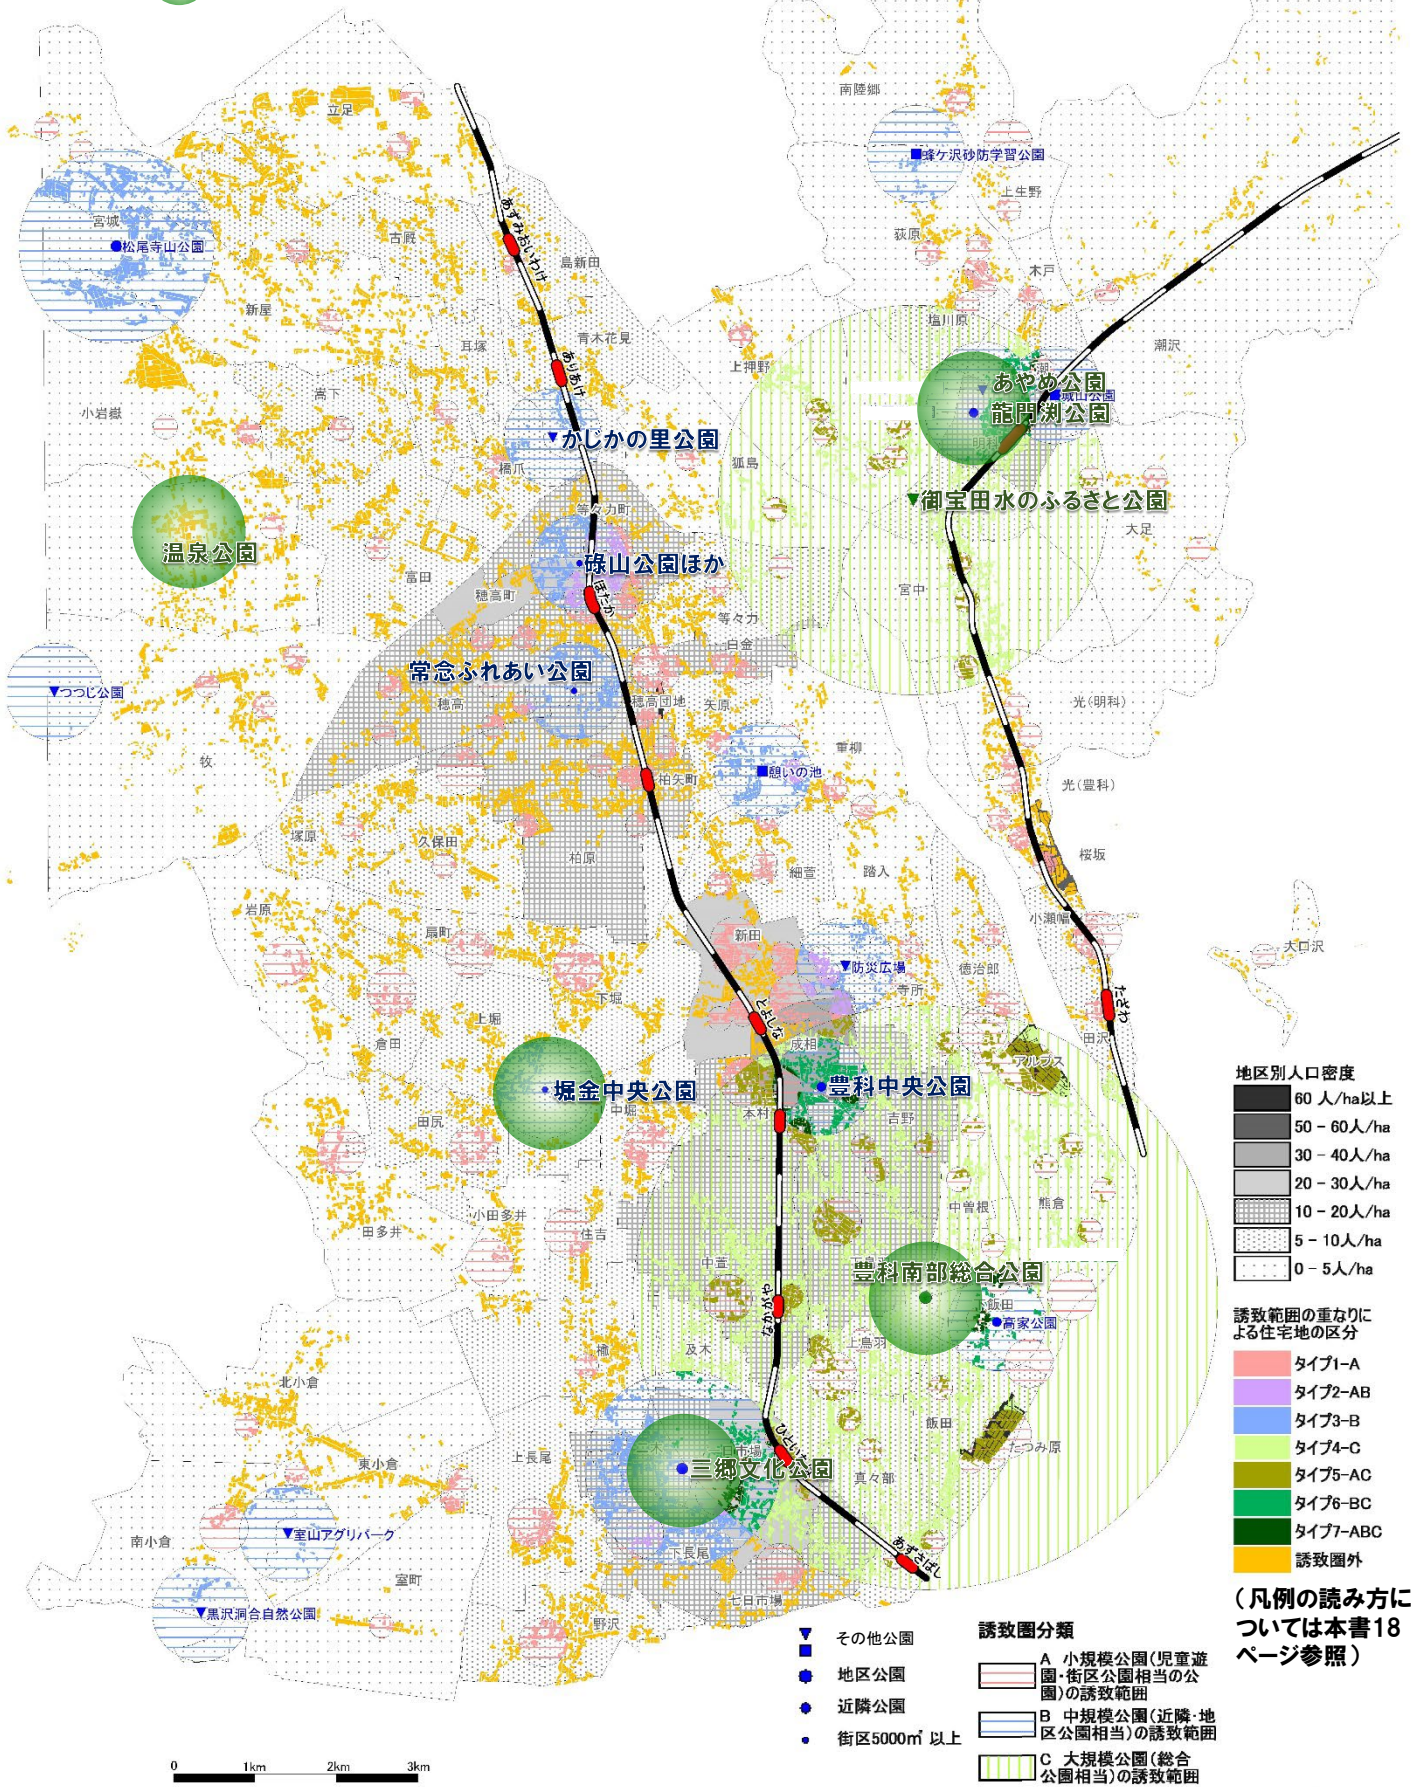 立足
南陸郷
蜂ケ沢砂防学習公園
上生野
宮城
松尾寺山公園
古厩
あずみおいわけ
島新田
荻原
木戸
新屋
耳塚
青木花見
ありあけ
上押野
塩川原
潮沢
小岩嶽
嵩下
あやめ公園
城山公園
龍門渕公園
かじかの里公園
橋爪
狐島
御宝田水のふるさと公園
大足
等々力町
温泉公園
碌山公園ほか
富田
穂高町
ほたか
宮中
等々力
白金
常念ふれあい公園
つつじ公園
穂高
穂高団地
矢原
光(明科)
牧
重柳
憩いの池
柏矢町
光(豊科)
塚原
久保田
柏原
細萱
踏入
桜坂
岩原
扇町
新田
小瀬幅
大口沢
防災広場
徳治郎
寺所
下堀
上堀
とよしな
たざわ
倉田
成相
田沢
アルプス
堀金中央公園
豊科中央公園
田尻
中堀
本村
吉野
小田多井
田多井
住吉
中曽根
熊倉
中萱
豊科南部総合公園
なかがや
高家公園
上鳥羽
楡
及木
北小倉
飯田
たつみ原
東小倉
上長尾
三郷文化公園
真々部
室山アグリパーク
南小倉
下長尾
あずさばし
室町
黒沢洞合自然公園
野沢
七日市場
地区別人口密度
60 人/ha以上
50 - 60人/ha
30 - 40人/ha
20 - 30人/ha
10 - 20人/ha
5 - 10人/ha
0 - 5人/ha
誘致範囲の重なりに
よる住宅地の区分
タイプ1-A
タイプ2-AB
タイプ3-B
タイプ4-C
タイプ5-AC
タイプ6-BC
タイプ7-ABC
誘致圏外
(凡例の読み方に
ついては本書18
ページ参照)
その他公園
地区公園
近隣公園
街区5000㎡ 以上
誘致圏分類
A 小規模公園(児童遊
園・街区公園相当の公
園)の誘致範囲
B 中規模公園(近隣・地
区公園相当)の誘致範囲
C 大規模公園(総合
公園相当)の誘致範囲
0 1km 2km 3km